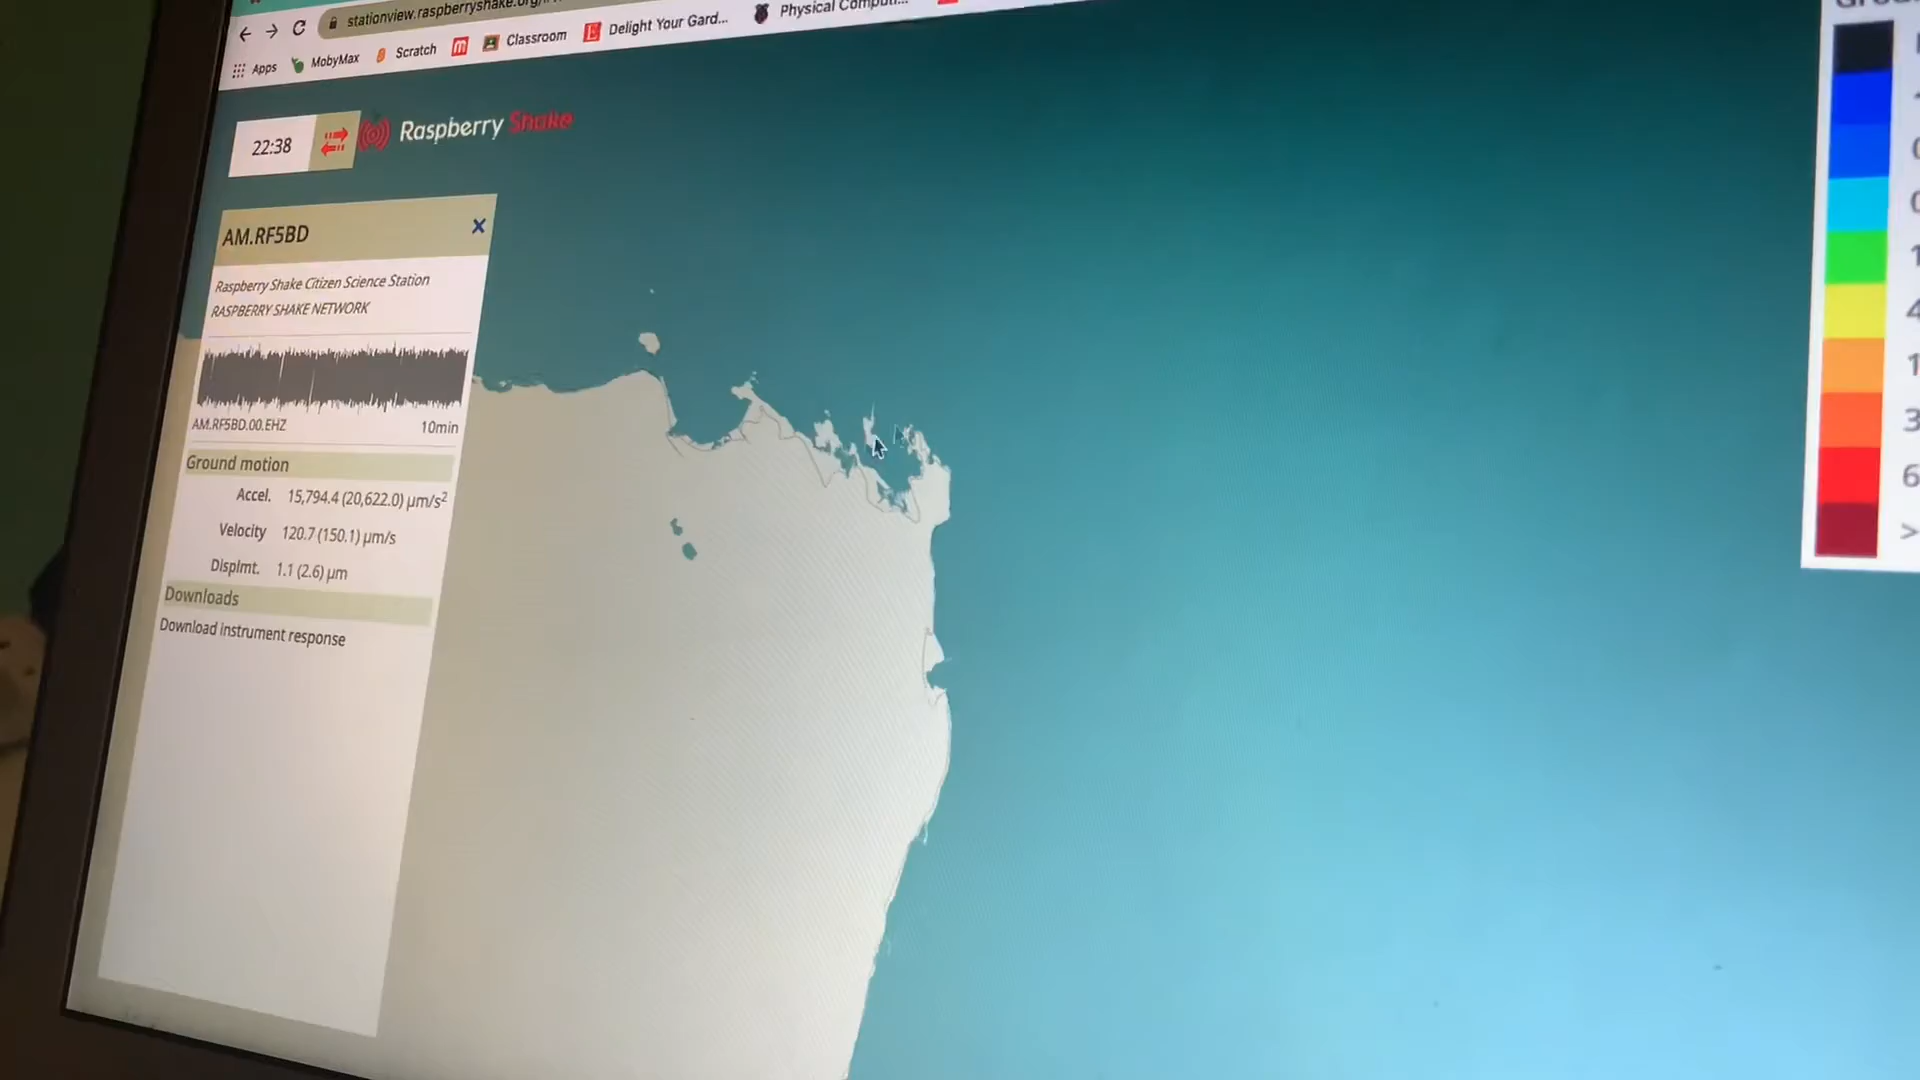 stationview.raspberryshake.org/
Apps MobyMax Scratch Classroom Delight Your Gard... Physical Computi...
22:38 Raspberry Shake
AM.RF5BD ×
Raspberry Shake Citizen Science Station
RASPBERRY SHAKE NETWORK
AM.RF5BD.00.EHZ 10min
Ground motion
Accel. 15,794.4 (20,622.0) µm/s²
Velocity 120.7 (150.1) µm/s
Displmt. 1.1 (2.6) µm
Downloads
Download instrument response